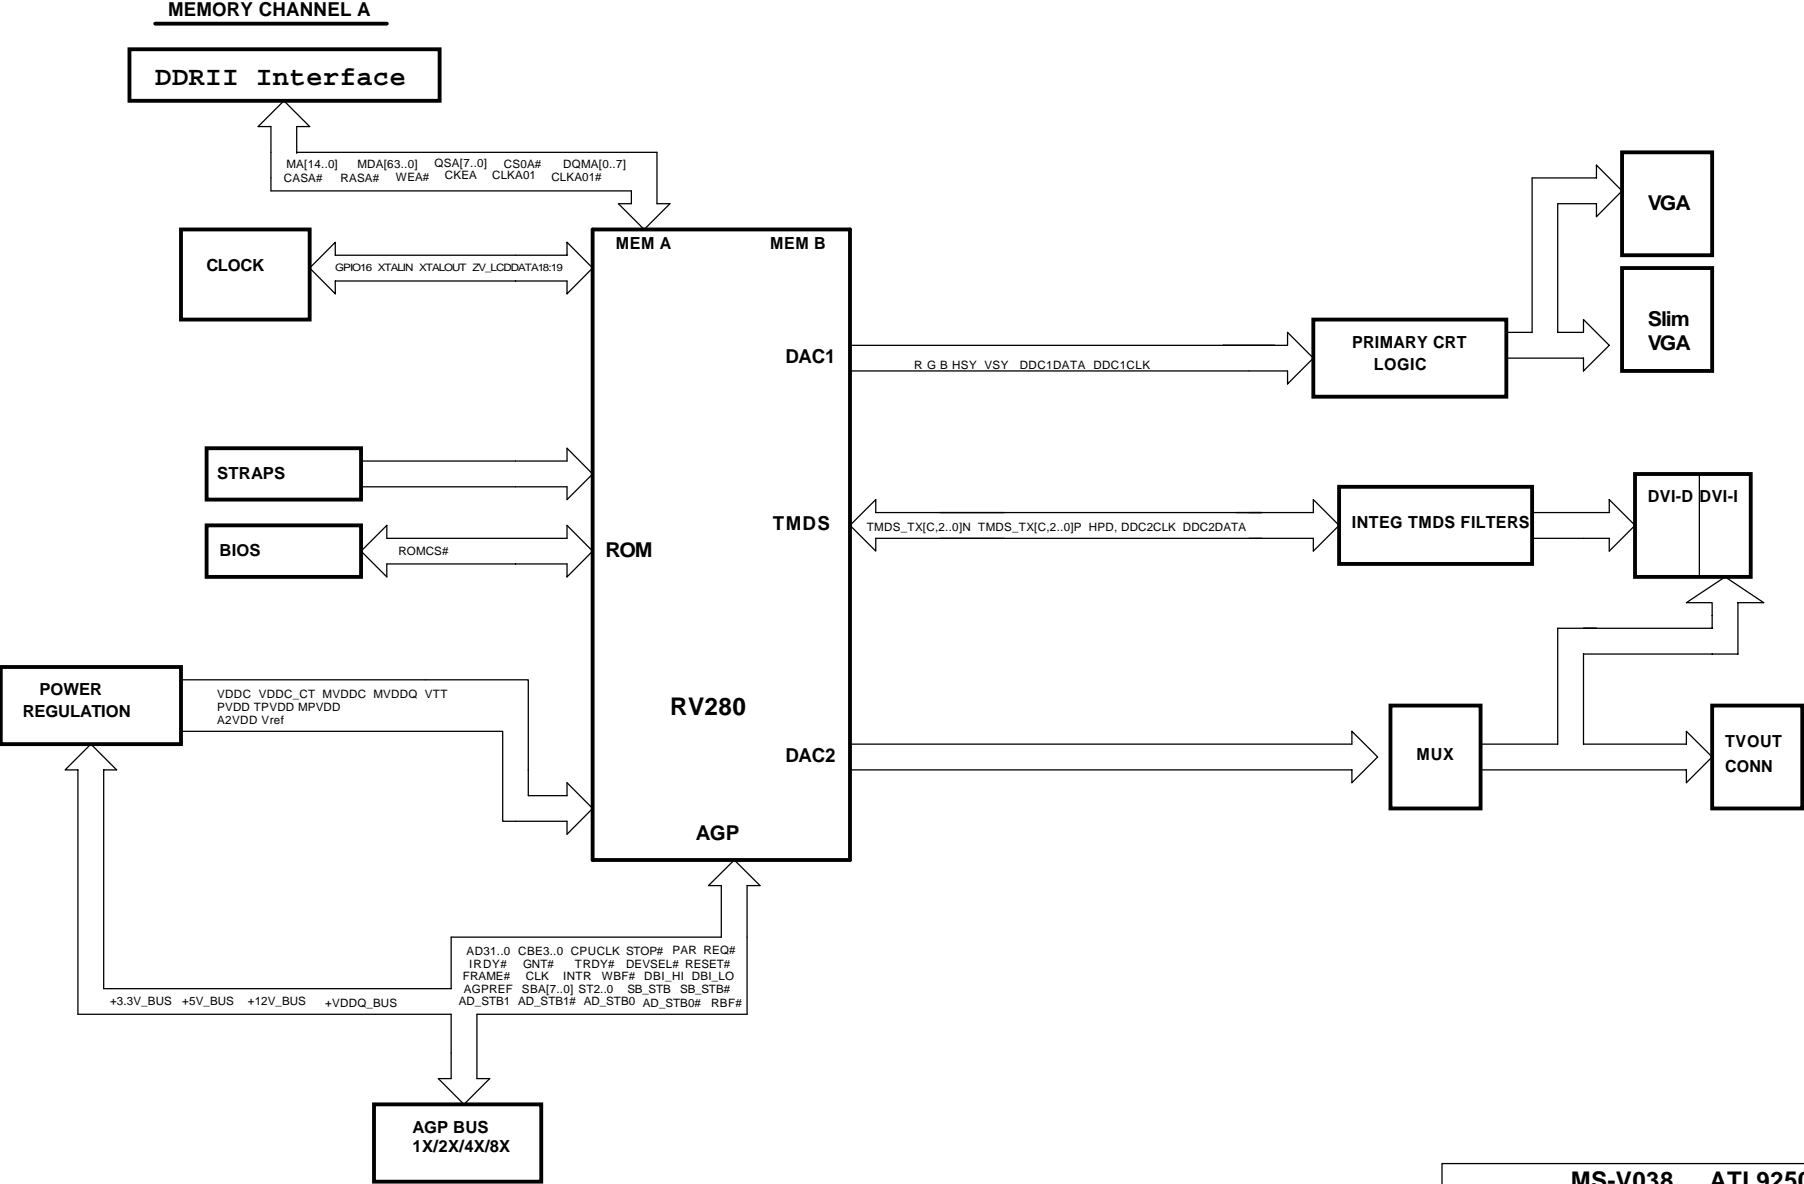 MEMORY CHANNEL A
DDRII Interface
MA[14..0] MDA[63..0] QSA[7..0] CS0A# DQMA[0..7]
CASA# RASA# WEA# CKEA CLKA01 CLKA01#
MEM A MEM B
CLOCK
GPIO16 XTALIN XTALOUT ZV_LCDDATA18:19
VGA
Slim
VGA
DAC1
R G B HSY VSY DDC1DATA DDC1CLK
PRIMARY CRT
LOGIC
STRAPS
TMDS
TMDS_TX[C,2..0]N TMDS_TX[C,2..0]P HPD, DDC2CLK DDC2DATA
INTEG TMDS FILTERS
DVI-D DVI-I
BIOS
ROMCS#
ROM
POWER
REGULATION
VDDC VDDC_CT MVDDC MVDDQ VTT
PVDD TPVDD MPVDD
A2VDD Vref
RV280
DAC2
MUX
TVOUT
CONN
AGP
AD31..0 CBE3..0 CPUCLK STOP# PAR REQ#
IRDY# GNT# TRDY# DEVSEL# RESET#
FRAME# CLK INTR WBF# DBI_HI DBI_LO
AGPREF SBA[7..0] ST2..0 SB_STB SB_STB#
AD_STB1 AD_STB1# AD_STB0 AD_STB0# RBF#
+3.3V_BUS +5V_BUS +12V_BUS +VDDQ_BUS
AGP BUS
1X/2X/4X/8X
MS-V038 ATI 9250